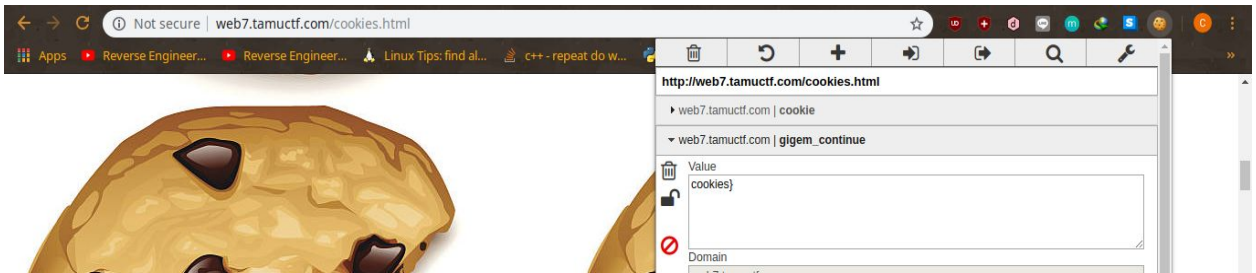 Not secure | web7.tamuctf.com/cookies.html
Apps Reverse Engineer... Reverse Engineer... Linux Tips: find al... c++ - repeat do w... »
http://web7.tamuctf.com/cookies.html
web7.tamuctf.com | cookie
web7.tamuctf.com | gigem_continue
Value
cookies}
Domain